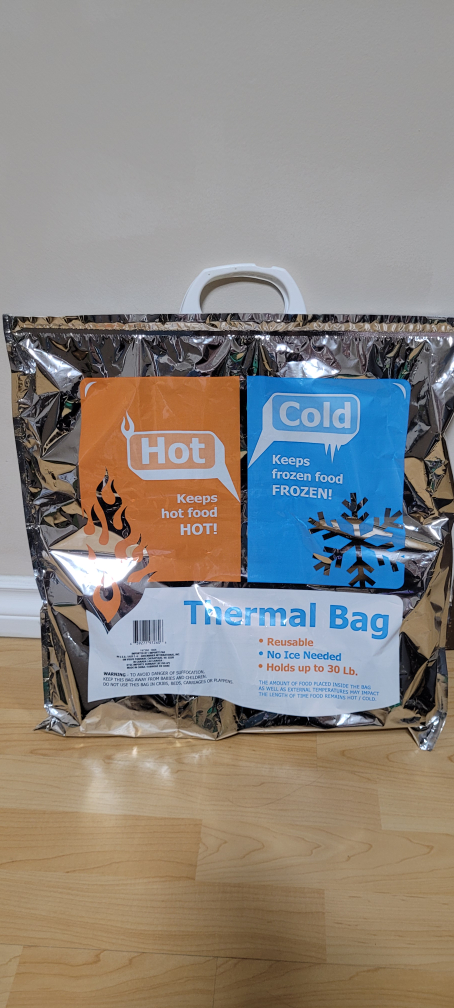 Hot
Keeps
hot food
HOT!
Cold
Keeps
frozen food
FROZEN!
Thermal Bag
• Reusable
• No Ice Needed
• Holds up to 30 Lb.
THE AMOUNT OF FOOD PLACED INSIDE THE BAG
AS WELL AS EXTERNAL TEMPERATURES MAY IMPACT
THE LENGTH OF TIME FOOD REMAINS HOT / COLD.
WARNING : TO AVOID DANGER OF SUFFOCATION,
KEEP THIS BAG AWAY FROM BABIES AND CHILDREN.
DO NOT USE THIS BAG IN CRIBS, BEDS, CARRIAGES OR PLAYPENS.